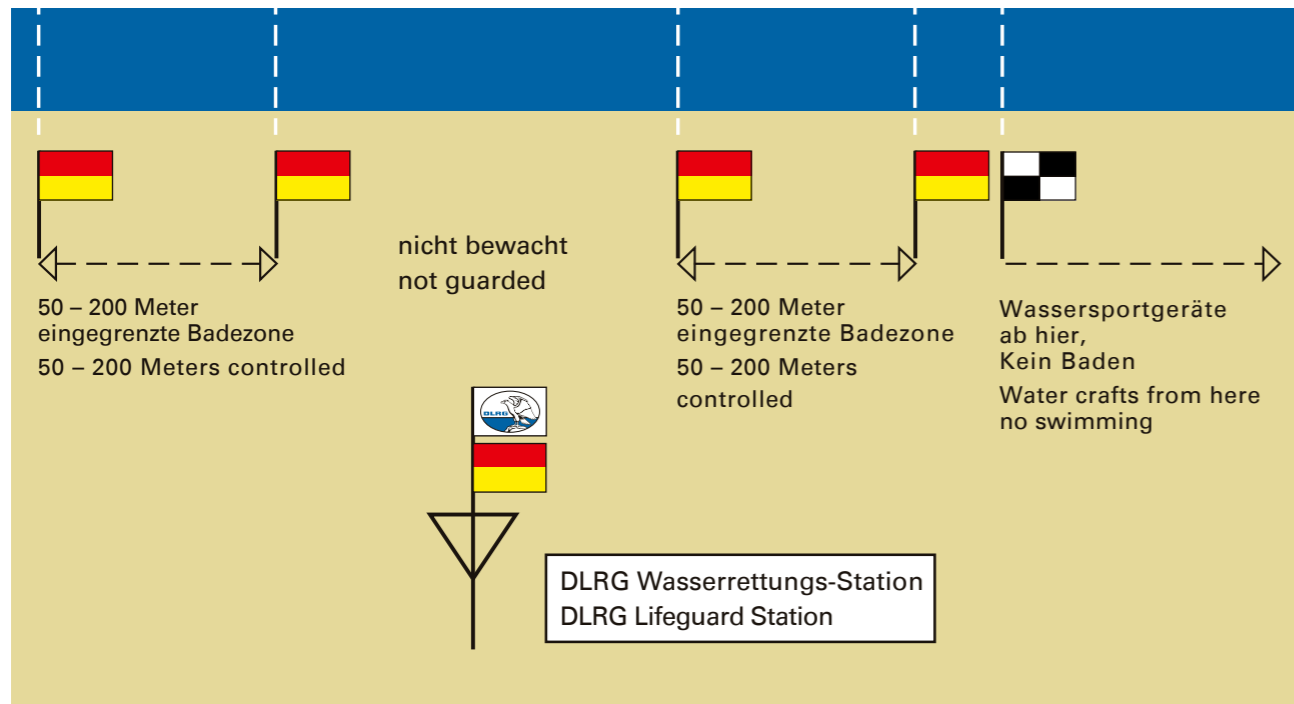 nicht bewacht
not guarded
50 – 200 Meter
eingegrenzte Badezone
50 – 200 Meters controlled
50 – 200 Meter
eingegrenzte Badezone
50 – 200 Meters
controlled
Wassersportgeräte
ab hier,
Kein Baden
Water crafts from here
no swimming
DLRG
DLRG Wasserrettungs-Station
DLRG Lifeguard Station